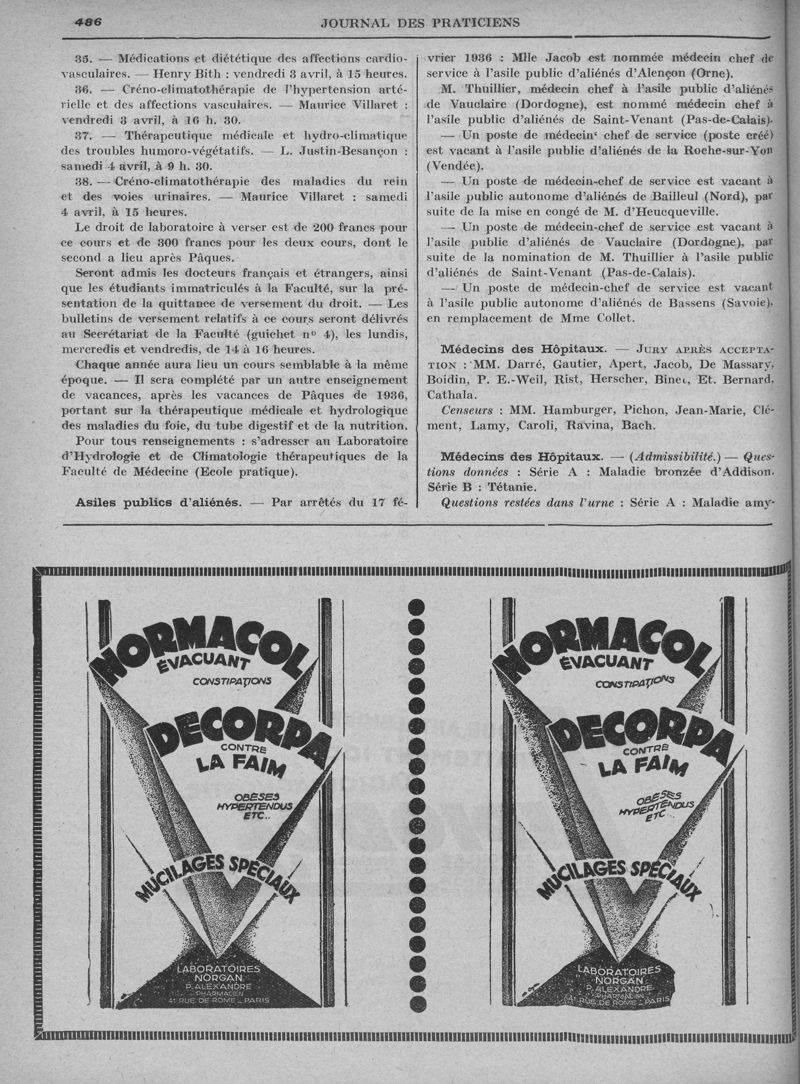 486
JOURNAL DES PRATICIENS
35. — Médications et diététique des affections cardio-
vasculaires. — Henry Bith : vendredi 3 avril, à 15 heures.
36. — Créno-climatothérapie de l'hypertension arté-
rielle et des affections vasculaires. — Maurice Villaret :
vendredi 3 avril, à 16 h. 30.
37. — Thérapeutique médicale et hydro-climatique
des troubles humoro-végétatifs. — L. Justin-Besançon :
samedi 4 avril, à 9 h. 30.
38. — Créno-climatothérapie des maladies du rein
et des voies urinaires. — Maurice Villaret : samedi
4 avril, à 15 heures.
Le droit de laboratoire à verser est de 200 francs pour
ce cours et de 300 francs pour les deux cours, dont le
second a lieu après Pâques.
Seront admis les docteurs français et étrangers, ainsi
que les étudiants immatriculés à la Faculté, sur la pré-
sentation de la quittance de versement du droit. — Les
bulletins de versement relatifs à ce cours seront délivrés
au Secrétariat de la Faculté (guichet n° 4), les lundis,
mercredis et vendredis, de 14 à 16 heures.
Chaque année aura lieu un cours semblable à la même
époque. — Il sera complété par un autre enseignement
de vacances, après les vacances de Pâques de 1936,
portant sur la thérapeutique médicale et hydrologique
des maladies du foie, du tube digestif et de la nutrition.
Pour tous renseignements : s'adresser au Laboratoire
d'Hydrologie et de Climatologie thérapeutiques de la
Faculté de Médecine (Ecole pratique).
Asiles publics d'aliénés. — Par arrêtés du 17 fé-
vrier 1936 : Mlle Jacob est nommée médecin chef de
service à l'asile public d'aliénés d'Alençon (Orne).
M. Thuillier, médecin chef à l'asile public d'aliénés
de Vauclaire (Dordogne), est nommé médecin chef à
l'asile public d'aliénés de Saint-Venant (Pas-de-Calais).
— Un poste de médecin chef de service (poste créé)
est vacant à l'asile public d'aliénés de la Roche-sur-Yon
(Vendée).
— Un poste de médecin-chef de service est vacant à
l'asile public autonome d'aliénés de Bailleul (Nord), par
suite de la mise en congé de M. d'Heucqueville.
— Un poste de médecin-chef de service est vacant à
l'asile public d'aliénés de Vauclaire (Dordogne), par
suite de la nomination de M. Thuillier à l'asile public
d'aliénés de Saint-Venant (Pas-de-Calais).
— Un poste de médecin-chef de service est vacant
à l'asile public autonome d'aliénés de Bassens (Savoie),
en remplacement de Mme Collet.
Médecins des Hôpitaux. — JURY APRÈS ACCEPTA-
TION : MM. Darré, Gautier, Apert, Jacob, De Massary,
Boidin, P. E.-Weil, Rist, Herscher, Binet, Et. Bernard,
Cathala.
Censeurs : MM. Hamburger, Pichon, Jean-Marie, Clé-
ment, Lamy, Caroli, Ravina, Bach.
Médecins des Hôpitaux. — (Admissibilité.) — Ques-
tions données : Série A : Maladie bronzée d'Addison.
Série B : Tétanie.
Questions restées dans l'urne : Série A : Maladie amy-
NORMACOL
ÉVACUANT
CONSTIPATIONS
DECORPA
CONTRE
LA FAIM
OBÈSES
HYPERTENDUS
ETC..
MUCILAGES SPÉCIAUX
LABORATOIRES
NORGAN
P. ALEXANDRE
PHARMACIEN
41 RUE DE ROME - PARIS
NORMACOL
ÉVACUANT
CONSTIPATIONS
DECORPA
CONTRE
LA FAIM
OBÈSES
HYPERTENDUS
ETC..
MUCILAGES SPÉCIAUX
LABORATOIRES
NORGAN
P. ALEXANDRE
PHARMACIEN
41 RUE DE ROME - PARIS